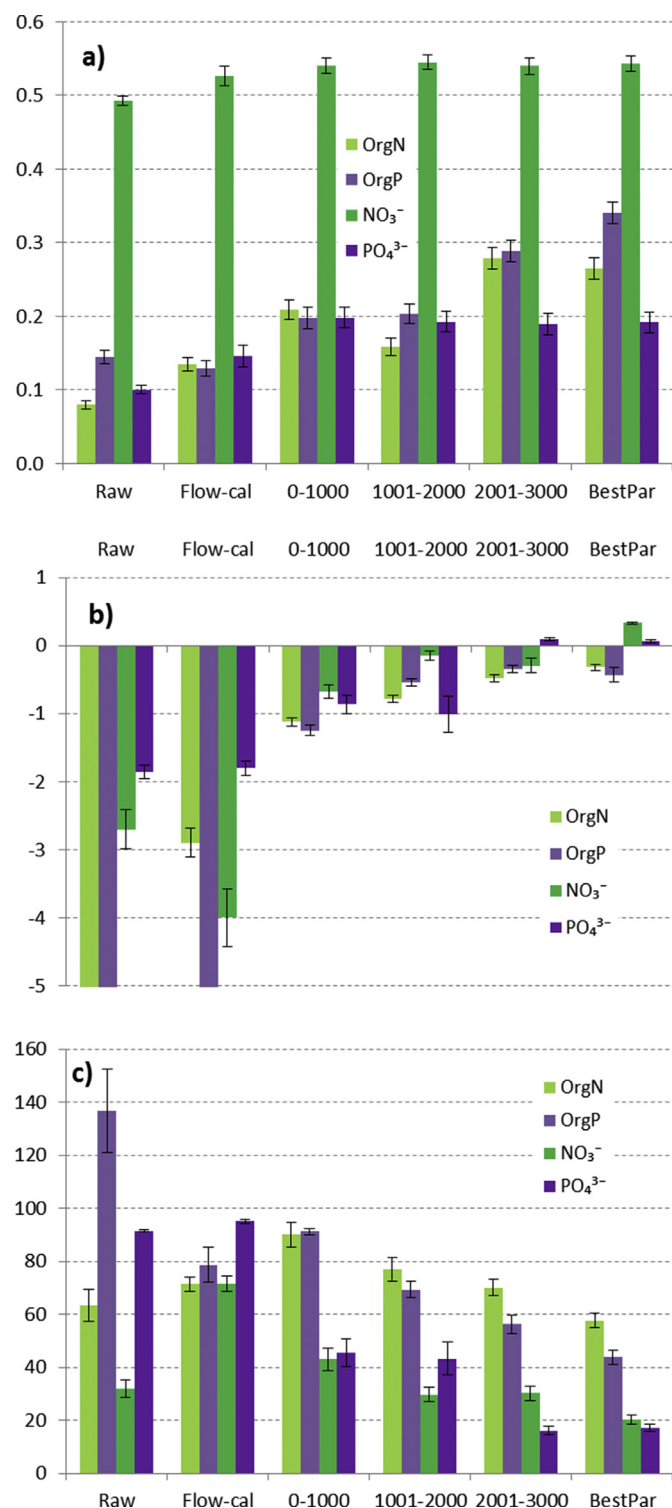 0.6
a)
0.5
OrgN
0.4
OrgP
NO₃⁻
0.3
PO₄³⁻
0.2
0.1
0.0
Raw Flow-cal 0-1000 1001-2000 2001-3000 BestPar
Raw Flow-cal 0-1000 1001-2000 2001-3000 BestPar
1
b)
0
-1
-2
OrgN
-3
OrgP
NO₃⁻
-4
PO₄³⁻
-5
160
c)
OrgN
140
OrgP
NO₃⁻
120
PO₄³⁻
100
80
60
40
20
0
Raw Flow-cal 0-1000 1001-2000 2001-3000 BestPar